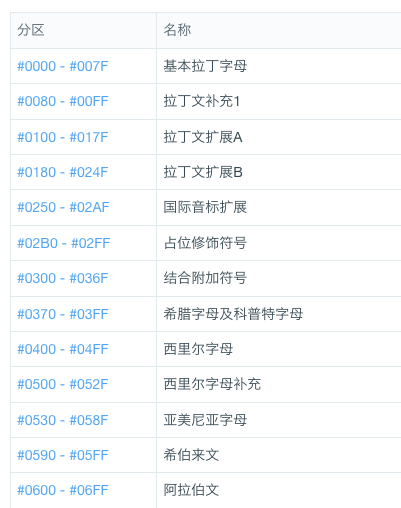 分区 名称
#0000 - #007F 基本拉丁字母
#0080 - #00FF 拉丁文补充1
#0100 - #017F 拉丁文扩展A
#0180 - #024F 拉丁文扩展B
#0250 - #02AF 国际音标扩展
#02B0 - #02FF 占位修饰符号
#0300 - #036F 结合附加符号
#0370 - #03FF 希腊字母及科普特字母
#0400 - #04FF 西里尔字母
#0500 - #052F 西里尔字母补充
#0530 - #058F 亚美尼亚字母
#0590 - #05FF 希伯来文
#0600 - #06FF 阿拉伯文